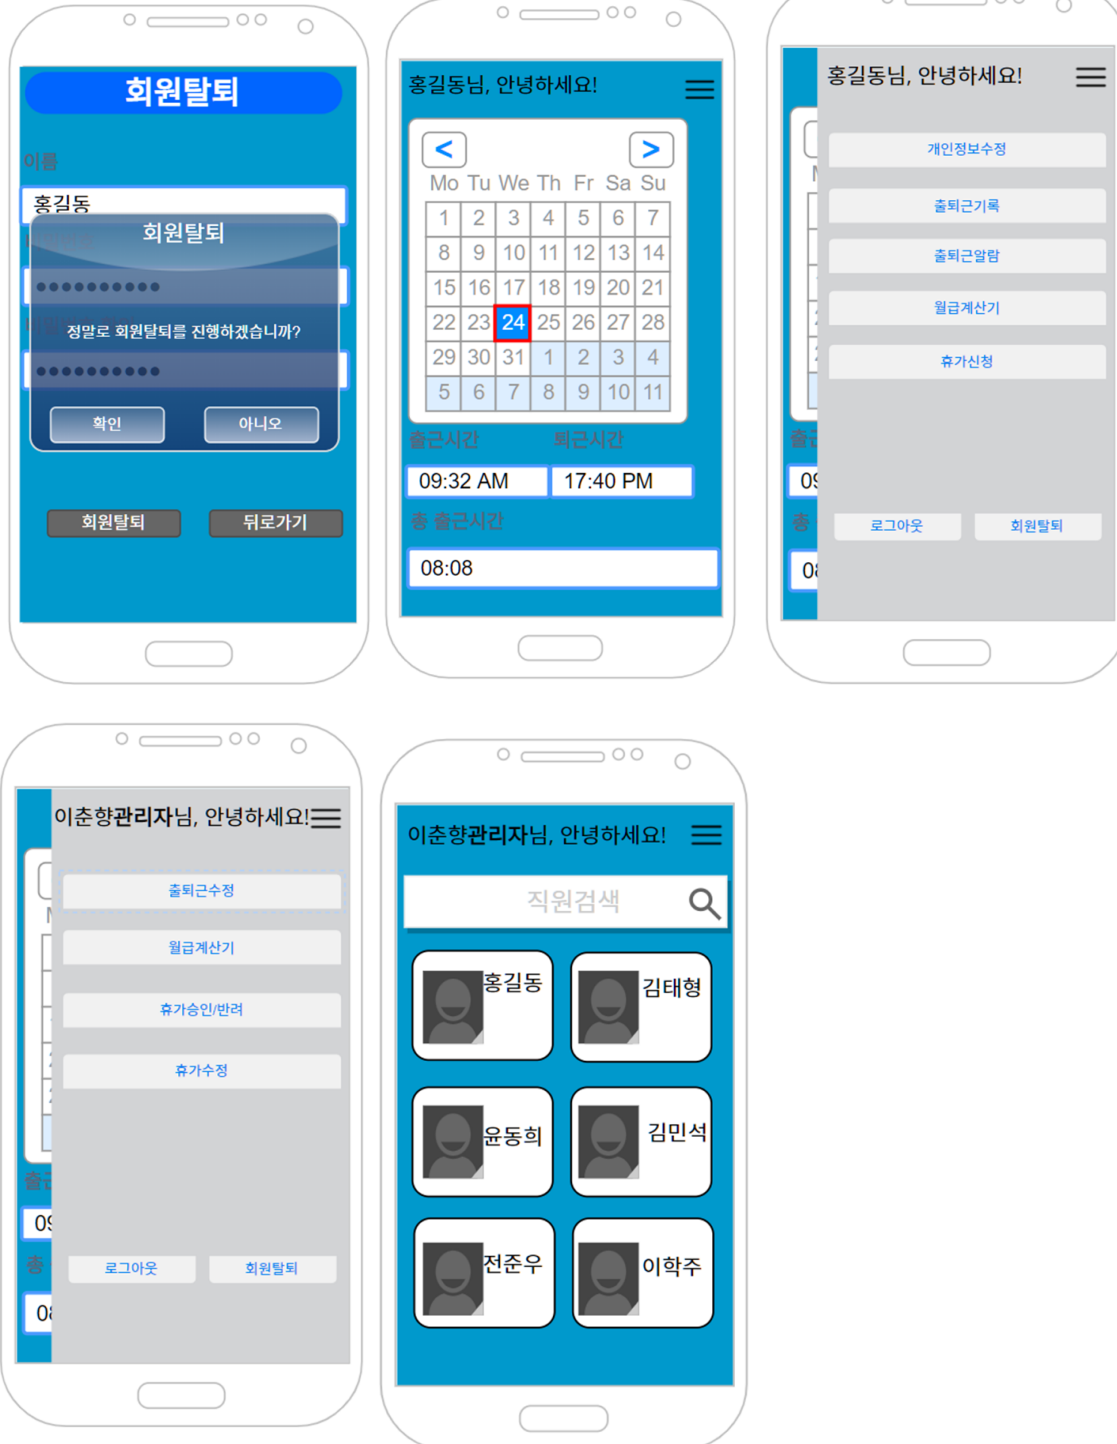 회원탈퇴
이름
홍길동
회원탈퇴
●●●●●●●●●●
정말로 회원탈퇴를 진행하겠습니까?
●●●●●●●●●●
확인 아니오
회원탈퇴 뒤로가기
홍길동님, 안녕하세요!
< >
Mo Tu We Th Fr Sa Su
1 2 3 4 5 6 7
8 9 10 11 12 13 14
15 16 17 18 19 20 21
22 23 24 25 26 27 28
29 30 31 1 2 3 4
5 6 7 8 9 10 11
출근시간 퇴근시간
09:32 AM 17:40 PM
총 출근시간
08:08
홍길동님, 안녕하세요!
개인정보수정
출퇴근기록
출퇴근알람
월급계산기
휴가신청
출근
09
총
로그아웃 회원탈퇴
08
이춘향관리자님, 안녕하세요!
출퇴근수정
월급계산기
휴가승인/반려
휴가수정
출근
09
총
로그아웃 회원탈퇴
08
이춘향관리자님, 안녕하세요!
직원검색
홍길동 김태형
윤동희 김민석
전준우 이학주